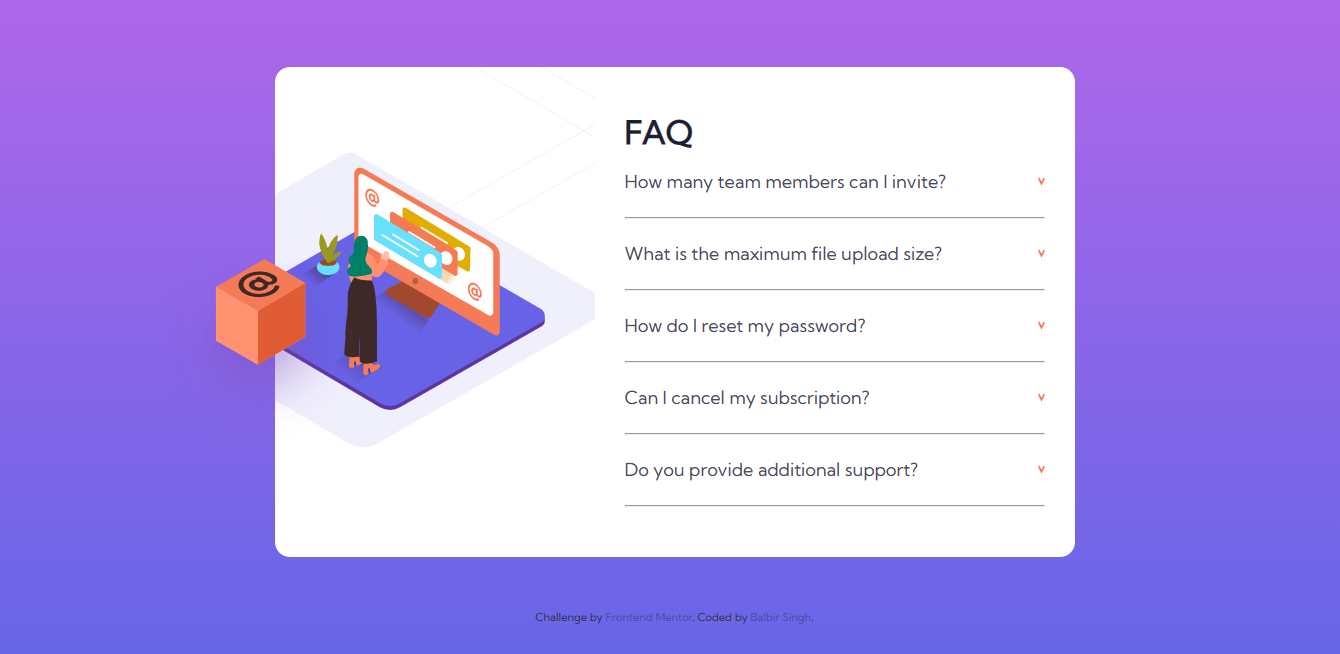 FAQ
How many team members can I invite?
What is the maximum file upload size?
How do I reset my password?
Can I cancel my subscription?
Do you provide additional support?
@
@
@
Challenge by Frontend Mentor. Coded by Balbir Singh.